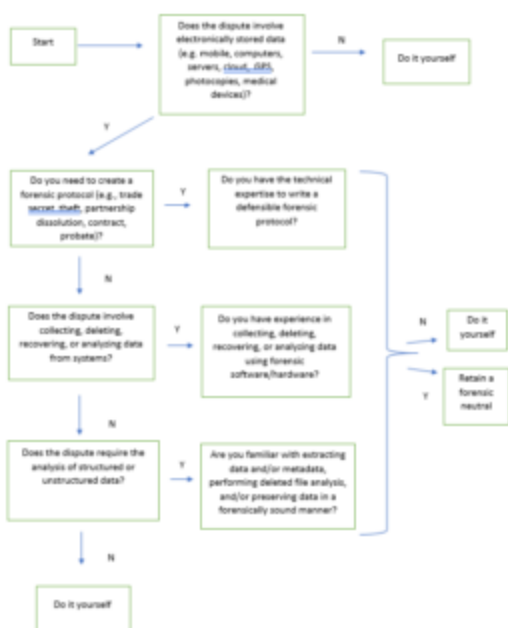 Start
Does the dispute involve
electronically stored data
(e.g. mobile, computers,
servers, cloud, GPS,
photocopies, medical
devices)?
N
Do it yourself
Y
Do you need to create a
forensic protocol (e.g., trade
secret theft, partnership
dissolution, contract,
probate)?
Y
Do you have the technical
expertise to write a
defensible forensic
protocol?
N
Does the dispute involve
collecting, deleting,
recovering, or analyzing data
from systems?
Y
Do you have experience in
collecting, deleting,
recovering, or analyzing data
using forensic
software/hardware?
N
Do it
yourself
Y
Retain a
forensic
neutral
N
Does the dispute require the
analysis of structured or
unstructured data?
Y
Are you familiar with extracting
data and/or metadata,
performing deleted file analysis,
and/or preserving data in a
forensically sound manner?
N
Do it yourself